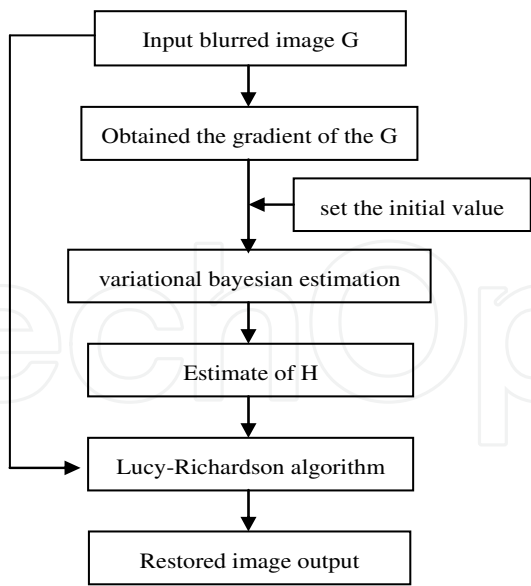 Input blurred image G
Obtained the gradient of the G
set the initial value
variational bayesian estimation
Estimate of H
Lucy-Richardson algorithm
Restored image output